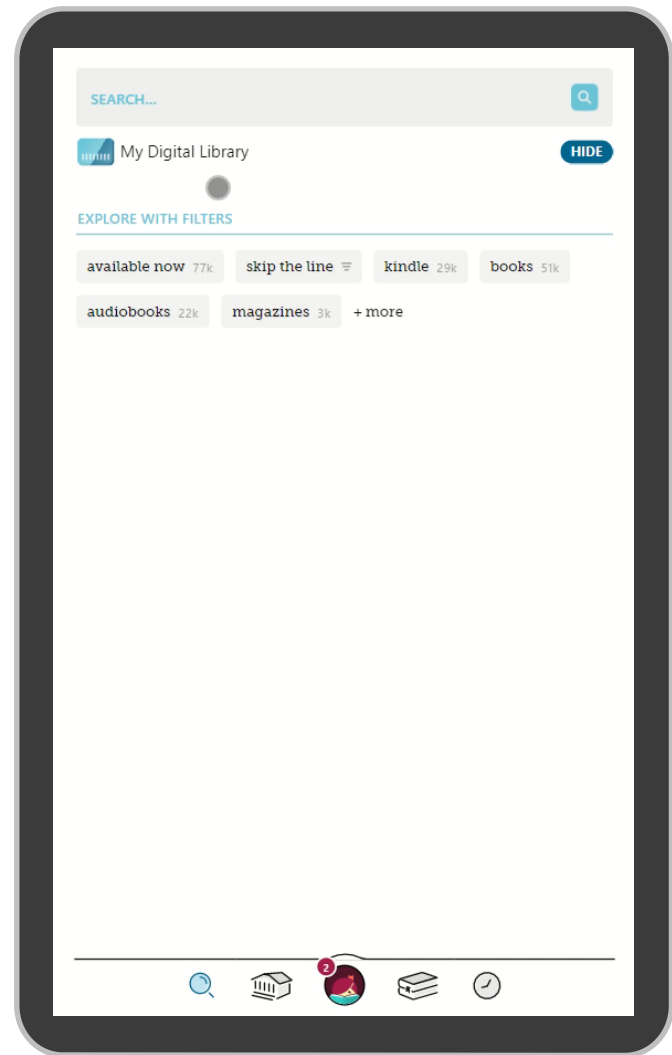 SEARCH...
My Digital Library HIDE
EXPLORE WITH FILTERS
available now 77k skip the line kindle 29k books 51k
audiobooks 22k magazines 3k + more
2